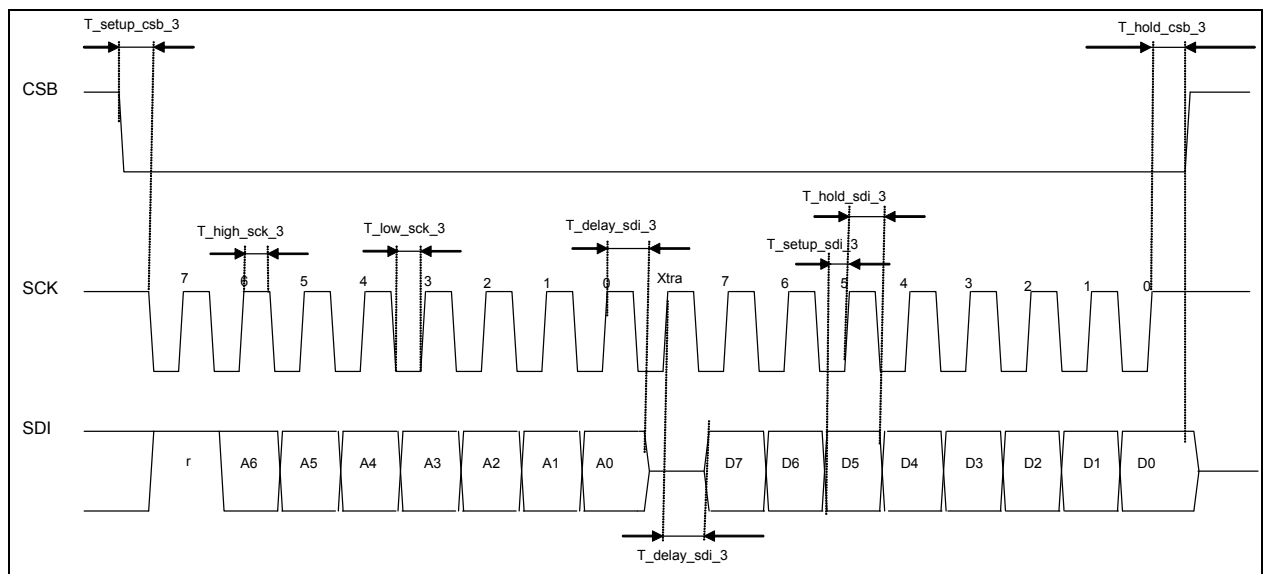 T_setup_csb_3
T_hold_csb_3
CSB
T_hold_sdi_3
T_high_sck_3
T_low_sck_3
T_delay_sdi_3
T_setup_sdi_3
SCK
7 6 5 4 3 2 1 0 Xtra 7 6 5 4 3 2 1 0
SDI
r A6 A5 A4 A3 A2 A1 A0 D7 D6 D5 D4 D3 D2 D1 D0
T_delay_sdi_3